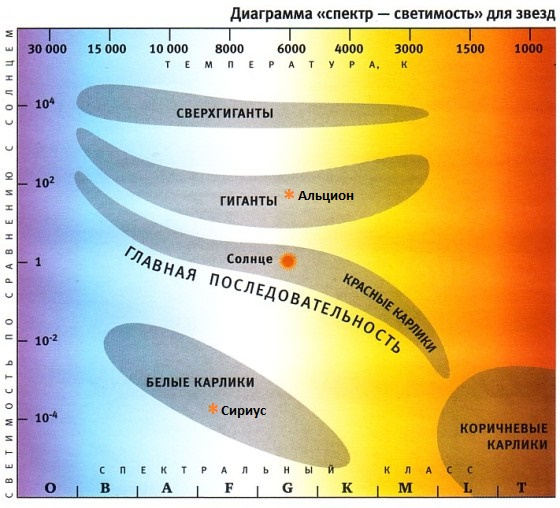 Диаграмма «спектр — светимость» для звезд
30 000 15 000 10 000 8000 6000 4000 3000 1500 1000
ТЕМПЕРАТУРА, К
СВЕТИМОСТЬ ПО СРАВНЕНИЮ С СОЛНЦЕМ
10⁴
СВЕРХГИГАНТЫ
10²
ГИГАНТЫ
Альцион
1
Солнце
ГЛАВНАЯ ПОСЛЕДОВАТЕЛЬНОСТЬ
КРАСНЫЕ КАРЛИКИ
10⁻²
БЕЛЫЕ КАРЛИКИ
Сириус
10⁻⁴
КОРИЧНЕВЫЕ
КАРЛИКИ
СПЕКТРАЛЬНЫЙ КЛАСС
O B A F G K M L T